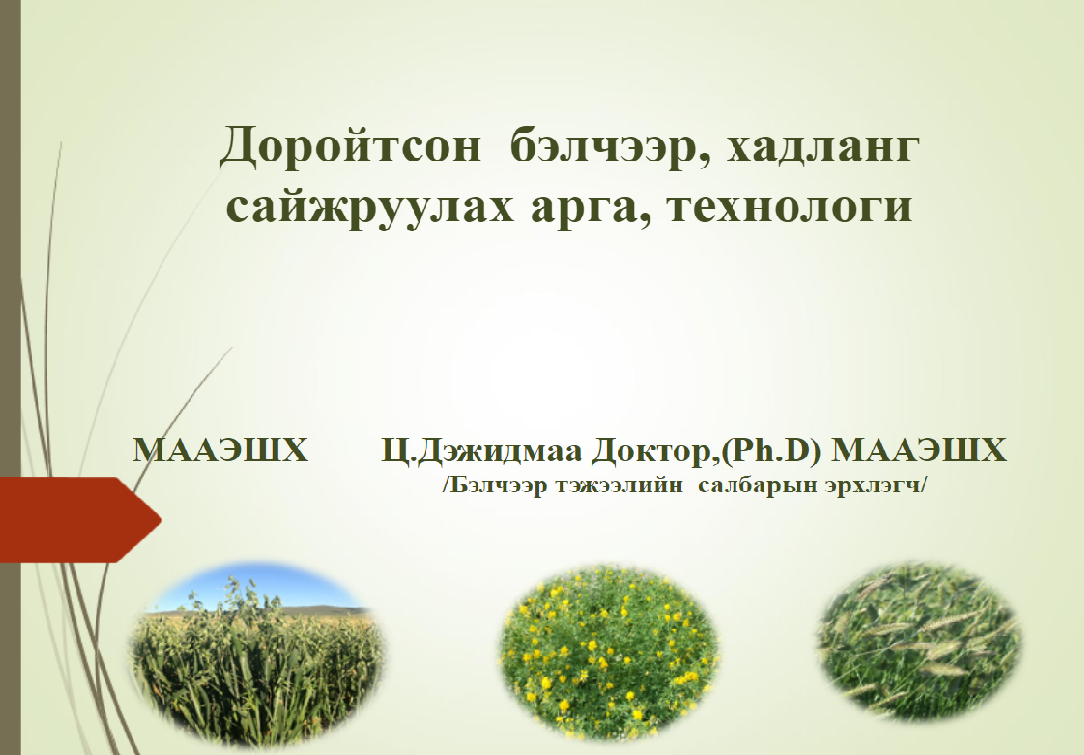 Доройтсон бэлчээр, хадланг
сайжруулах арга, технологи
МААЭШХ Ц.Дэжидмаа Доктор,(Ph.D) МААЭШХ
/Бэлчээр тэжээлийн салбарын эрхлэгч/